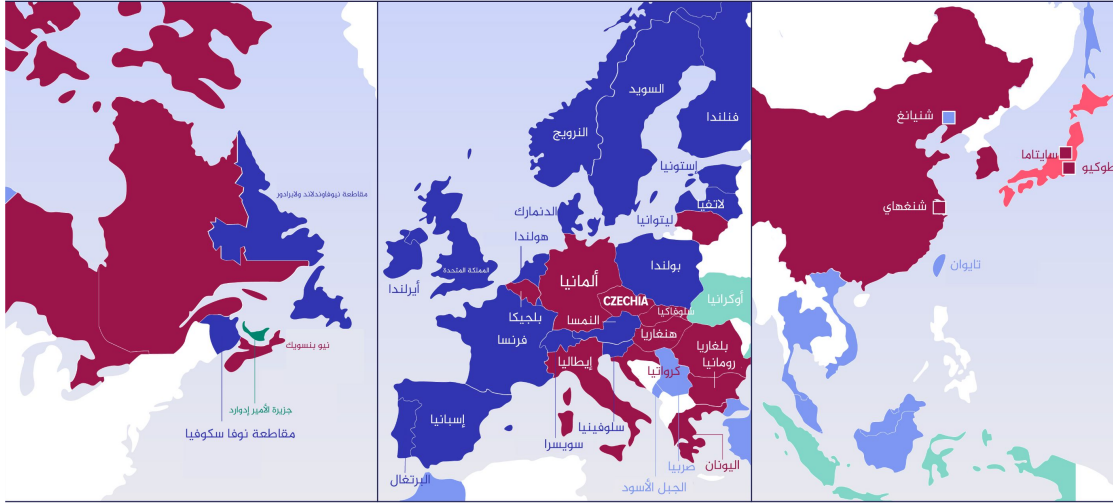 مقاطعة نيوفاوندلاند ولابرادور
نيو بنسويك
جزيرة الأمير إدوارد
مقاطعة نوفا سكوفيا
السويد
فنلندا
النرويج
إستونيا
لاتفيا
ليتوانيا
الدنمارك
هولندا
المملكة المتحدة
أيرلندا
بولندا
ألمانيا
أوكرانيا
CZECHIA
سلوفاكيا
بلجيكا
النمسا
فرنسا
هنغاريا
بلغاريا
رومانيا
إيطاليا
كرواتيا
إسبانيا
سلوفينيا
سويسرا
اليونان
صربيا
البرتغال
الجبل الأسود
شنيانغ
سايتاما
طوكيو
شنغهاي
تايوان